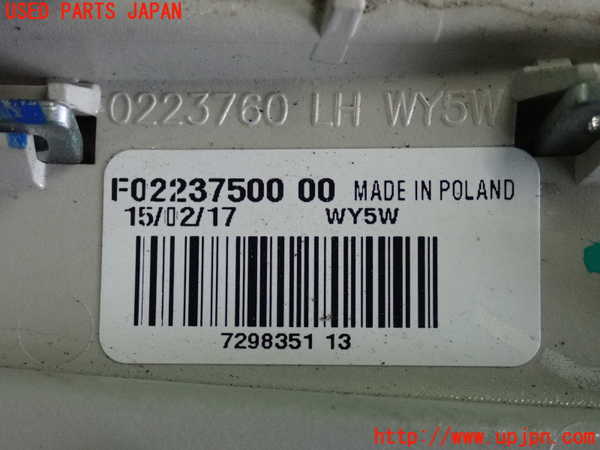 USED PARTS JAPAN
F0223760 LH WY5W
F02237500 00 MADE IN POLAND
15/02/17 WY5W
7298351 13
http://www.upjpn.com